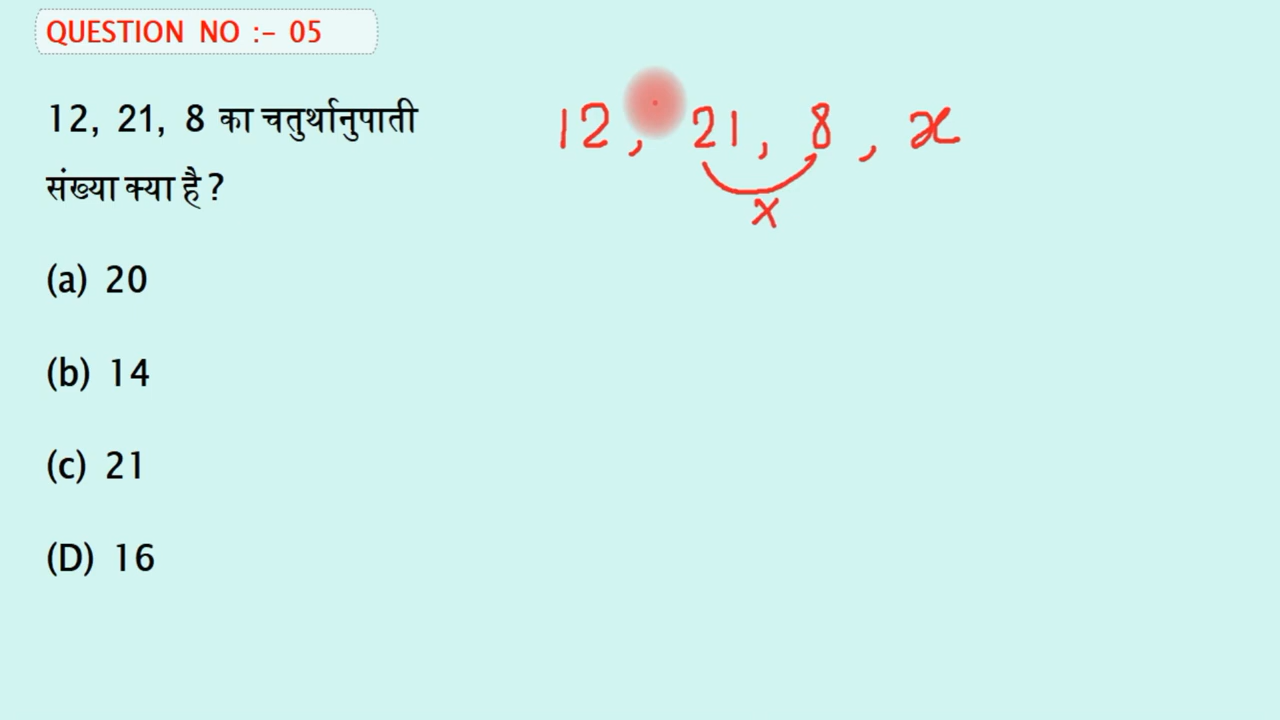 QUESTION NO :- 05
12, 21, 8 का चतुर्थानुपाती
संख्या क्या है ?
(a) 20
(b) 14
(c) 21
(D) 16
12, 21, 8, x
x